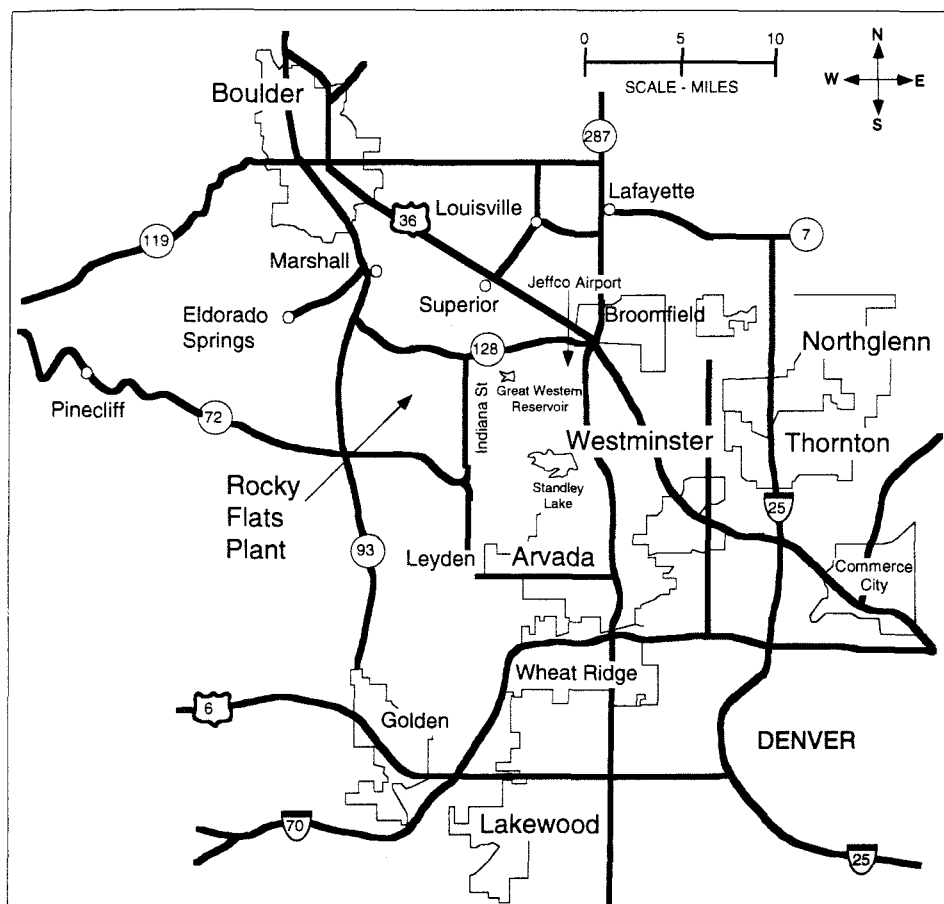 0 5 10
SCALE - MILES
N
W E
S
Boulder
287
Lafayette
Louisville
36
7
119
Marshall
Jeffco Airport
Superior
Eldorado
Springs
Broomfield
Northglenn
128
Pinecliff
Great Western
Reservoir
Indiana St
72
Westminster
Thornton
Rocky
Flats
Plant
Standley
Lake
25
93
Leyden
Arvada
Commerce
City
Wheat Ridge
6
Golden
DENVER
70
Lakewood
25